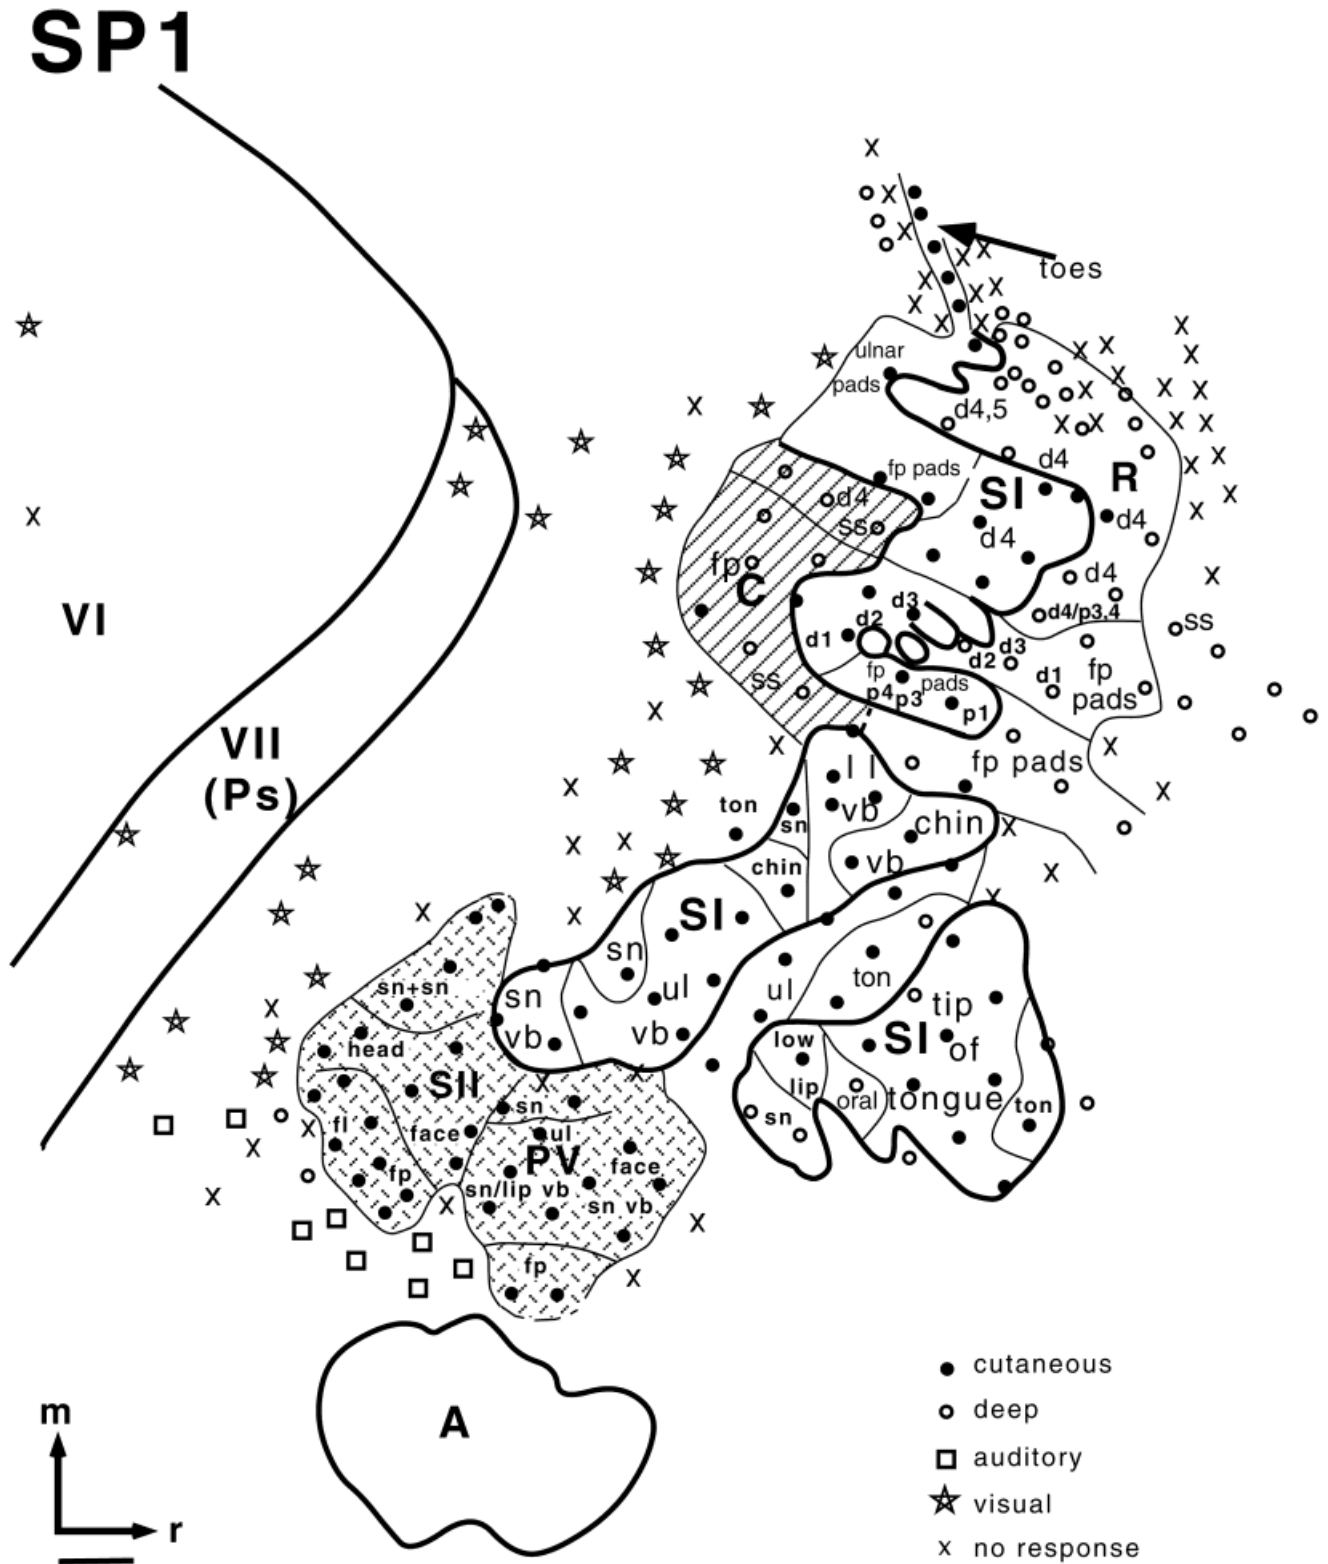 SP1
X
X
X
toes
X
X
X
X
X
X
X
X
X
ulnar
pads
d4,5
X
X
X
X
X
X
X
X
X
X
X
X
X
fp pads
d4
R
SI
d4
d4
ss
X
X
X
X
X
d4
fp
C
d4
X
d3
d2
d1
d4/p3,4
ss
VI
d3
d2
d1
fp
pads
fp
pads
p4
p3
p1
ss
X
VII
(Ps)
X
X
fp pads
X
X
l l
vb
ton
sn
chin
X
X
X
chin
vb
X
X
X
X
SI
sn
ul
vb
sn
vb
ul
ton
sn+sn
X
head
SII
fl
face
fp
X
X
X
X
X
X
sn
ul
PV
face
sn/lip vb
sn vb
X
X
fp
low
lip
sn
oral
tip
SI of
tongue
ton
A
m
r
cutaneous
deep
auditory
visual
x no response